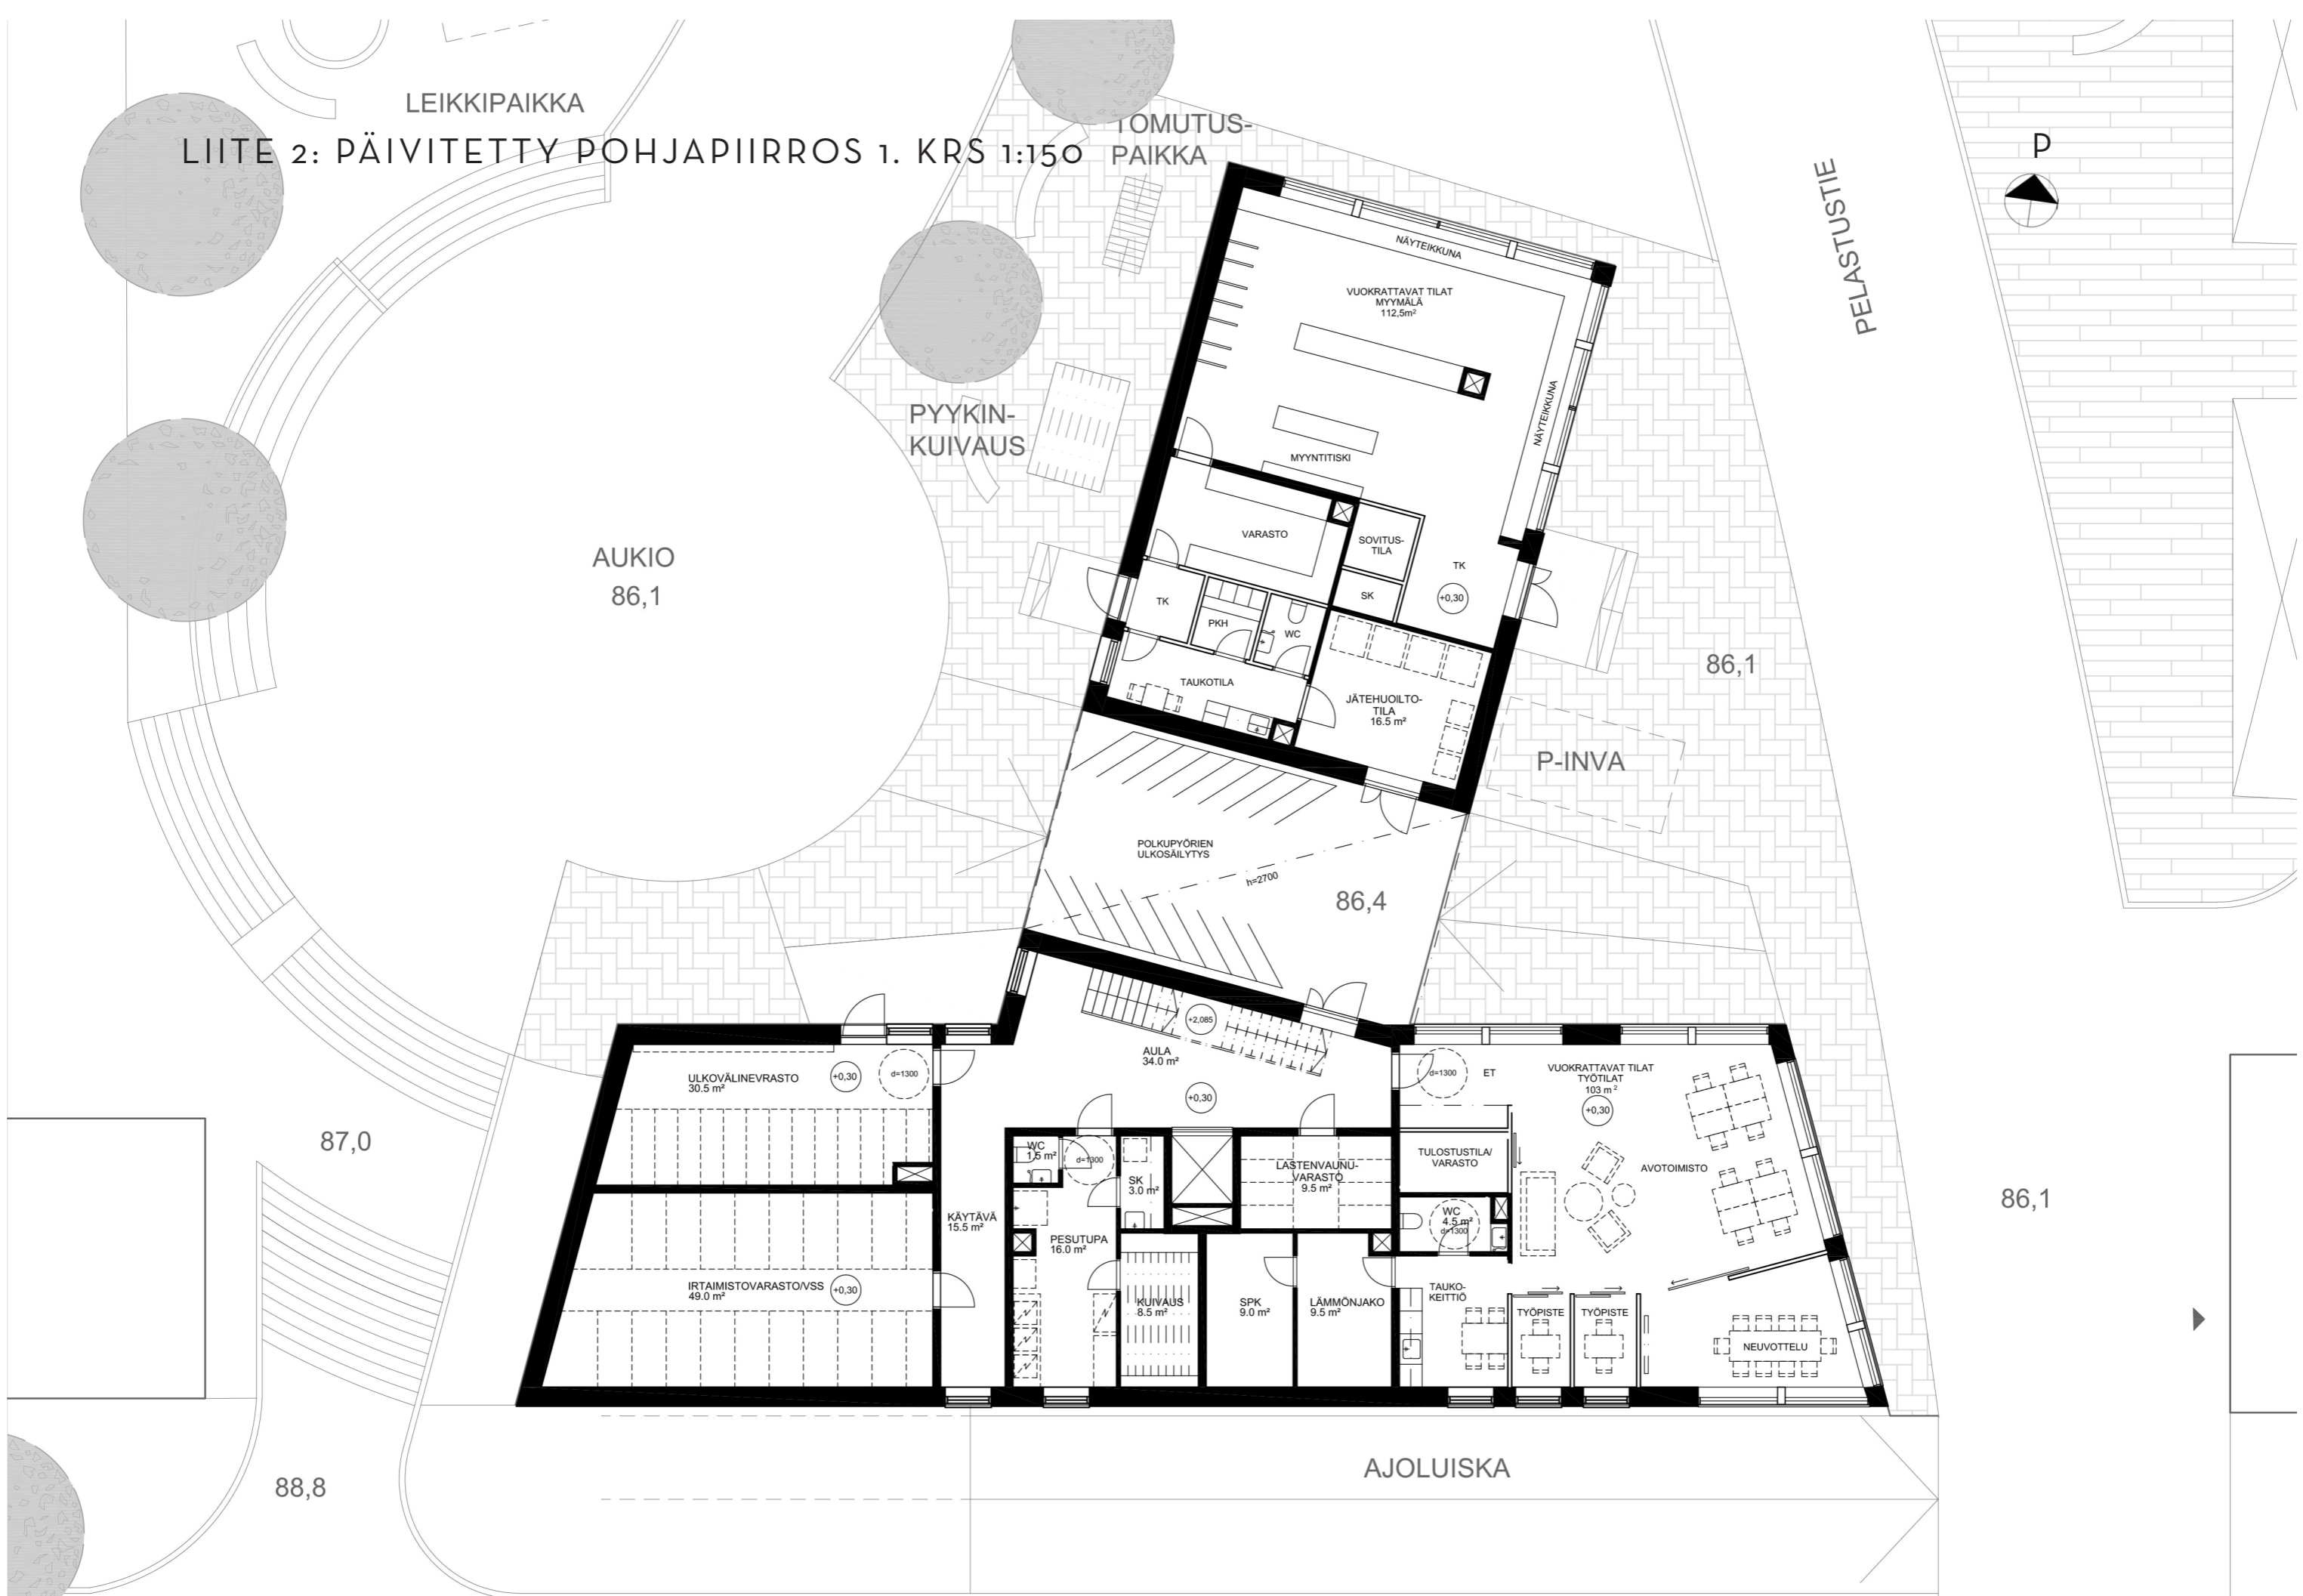 LEIKKIPAIKKA
LIITE 2: PÄIVITETTY POHJAPIIRROS 1. KRS 1:150
TOMUTUS-
PAIKKA
P
PELASTUSTIE
NÄYTEIKKUNA
VUOKRATTAVAT TILAT
MYYMÄLÄ
112,5m²
NÄYTEIKKUNA
PYYKIN-
KUIVAUS
MYYNTITISKI
VARASTO
SOVITUS-
TILA
TK
+0,30
SK
AUKIO
86,1
TK
PKH
WC
TAUKOTILA
JÄTEHUOILTO-
TILA
16.5 m²
86,1
P-INVA
POLKUPYÖRIEN
ULKOSÄILYTYS
h=2700
86,4
+2,085
AULA
34.0 m²
+0,30
ULKOVÄLINEVRASTO
30.5 m²
+0,30
d=1300
d=1300
ET
VUOKRATTAVAT TILAT
TYÖTILAT
103 m²
+0,30
87,0
WC
1.5 m²
d=1300
SK
3.0 m²
LASTENVAUNU-
VARASTO
9.5 m²
TULOSTUSTILA/
VARASTO
AVOTOIMISTO
86,1
KÄYTÄVÄ
15.5 m²
PESUTUPA
16.0 m²
WC
4.5 m²
d=1300
IRTAIMISTOVARASTO/VSS
49.0 m²
+0,30
KUIVAUS
8.5 m²
SPK
9.0 m²
LÄMMÖNJAKO
9.5 m²
TAUKO-
KEITTIÖ
TYÖPISTE
TYÖPISTE
NEUVOTTELU
88,8
AJOLUISKA